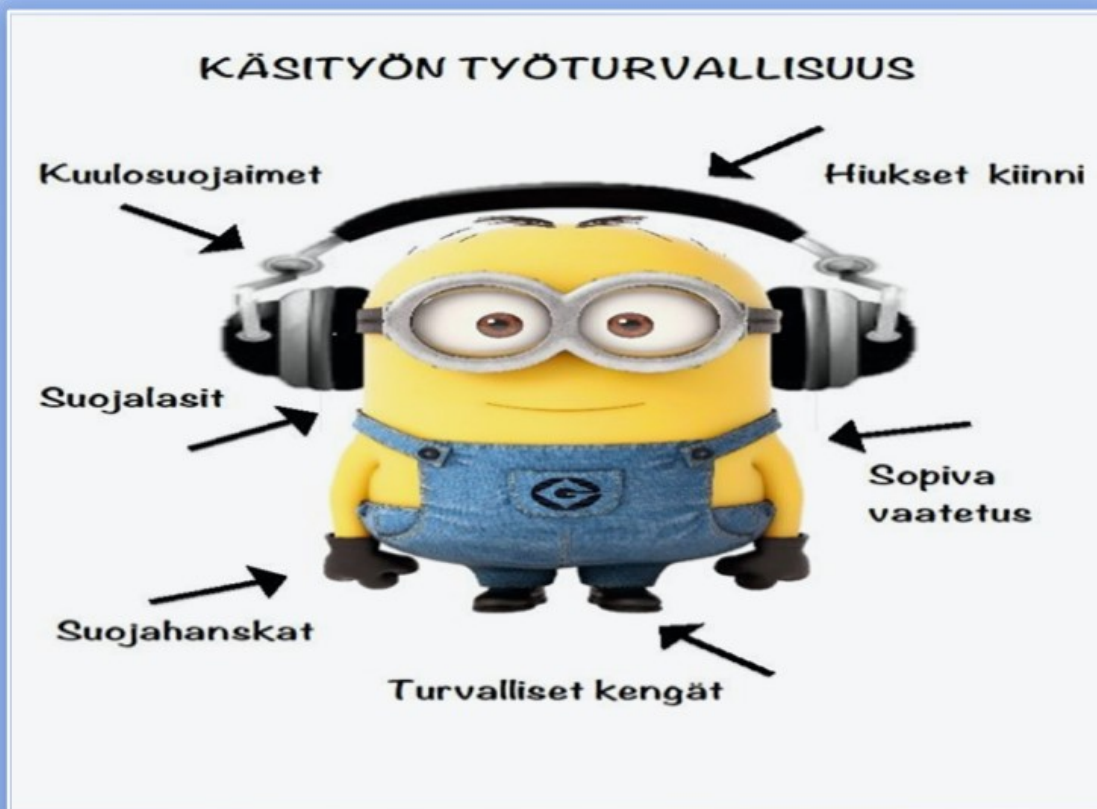 KÄSITYÖN TYÖTURVALLISUUS
Kuulosuojaimet
Hiukset kiinni
Suojalasit
Sopiva
vaatetus
Suojahanskat
Turvalliset kengät